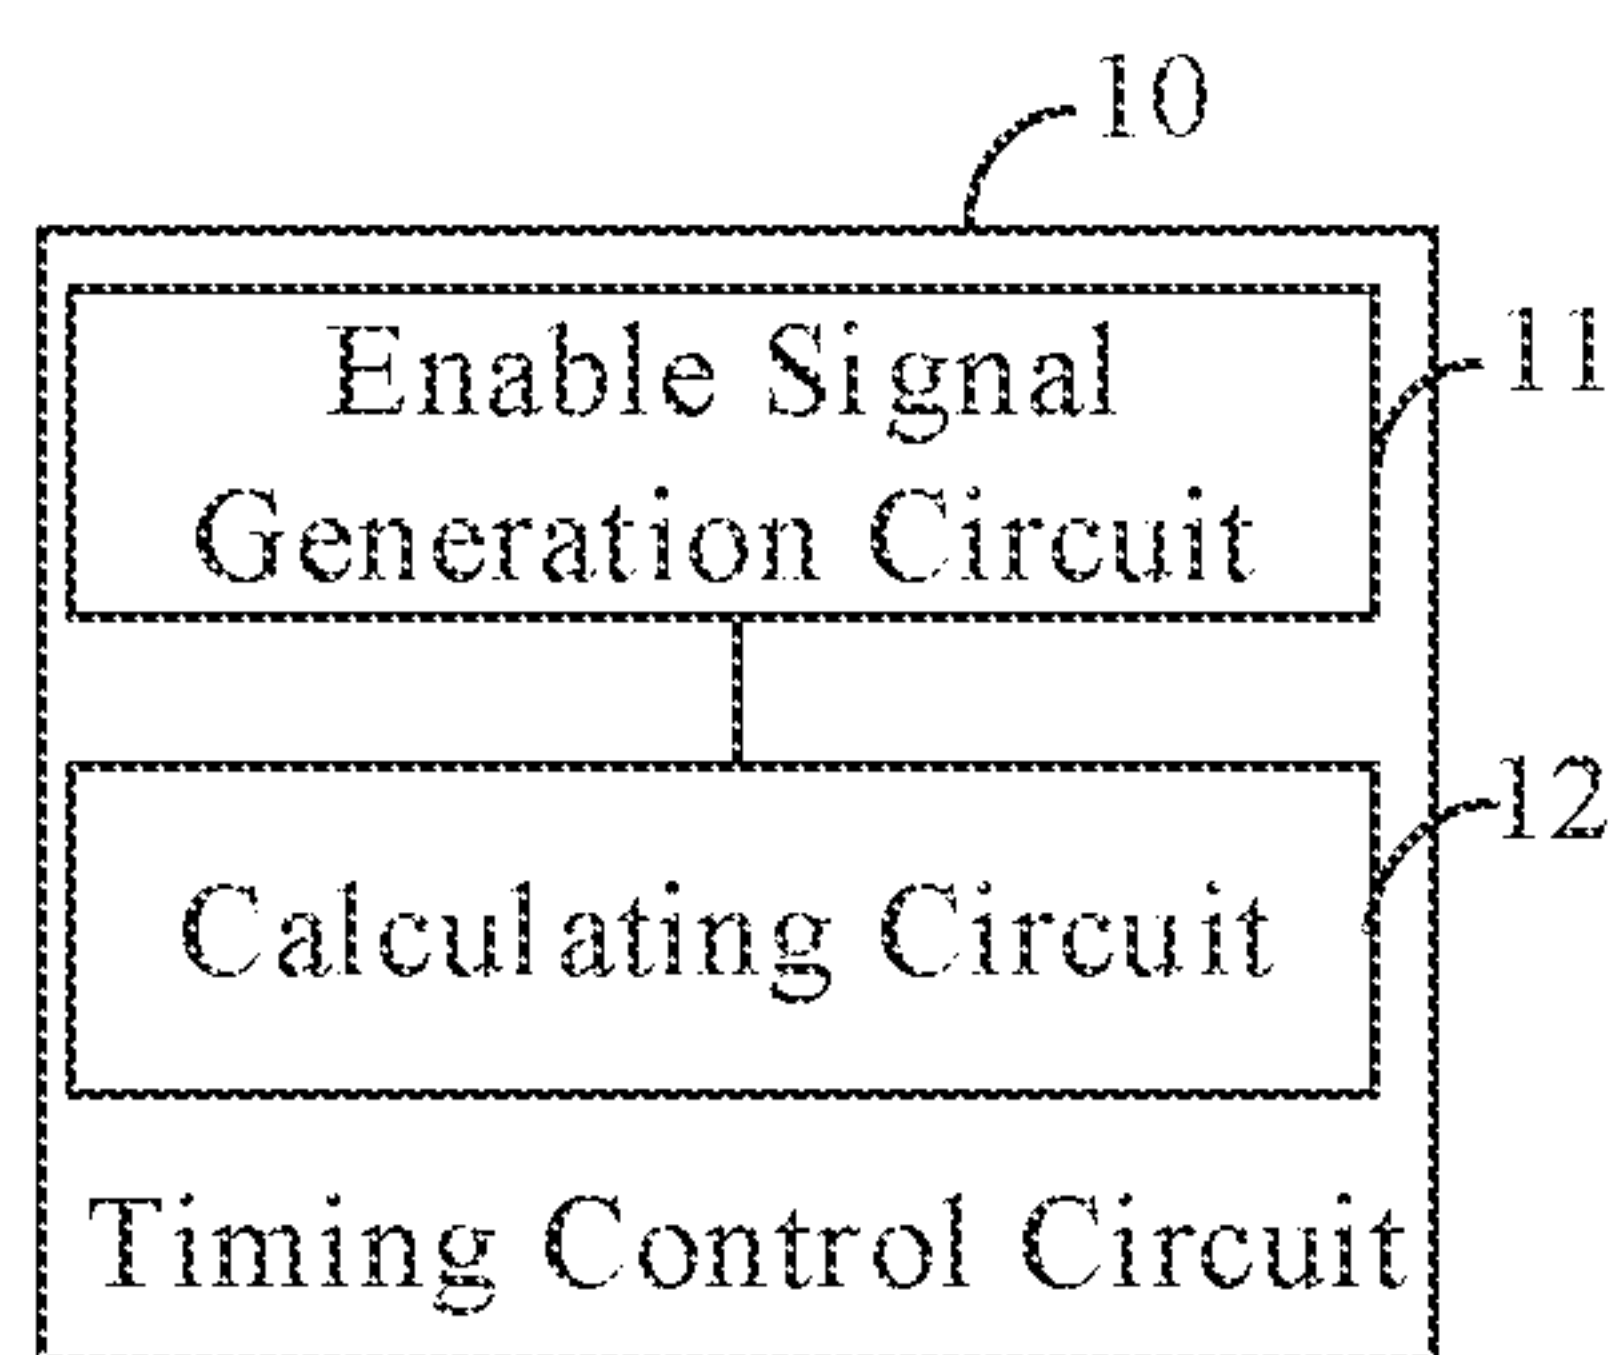 10
Enable Signal
Generation Circuit
11
Calculating Circuit
12
Timing Control Circuit